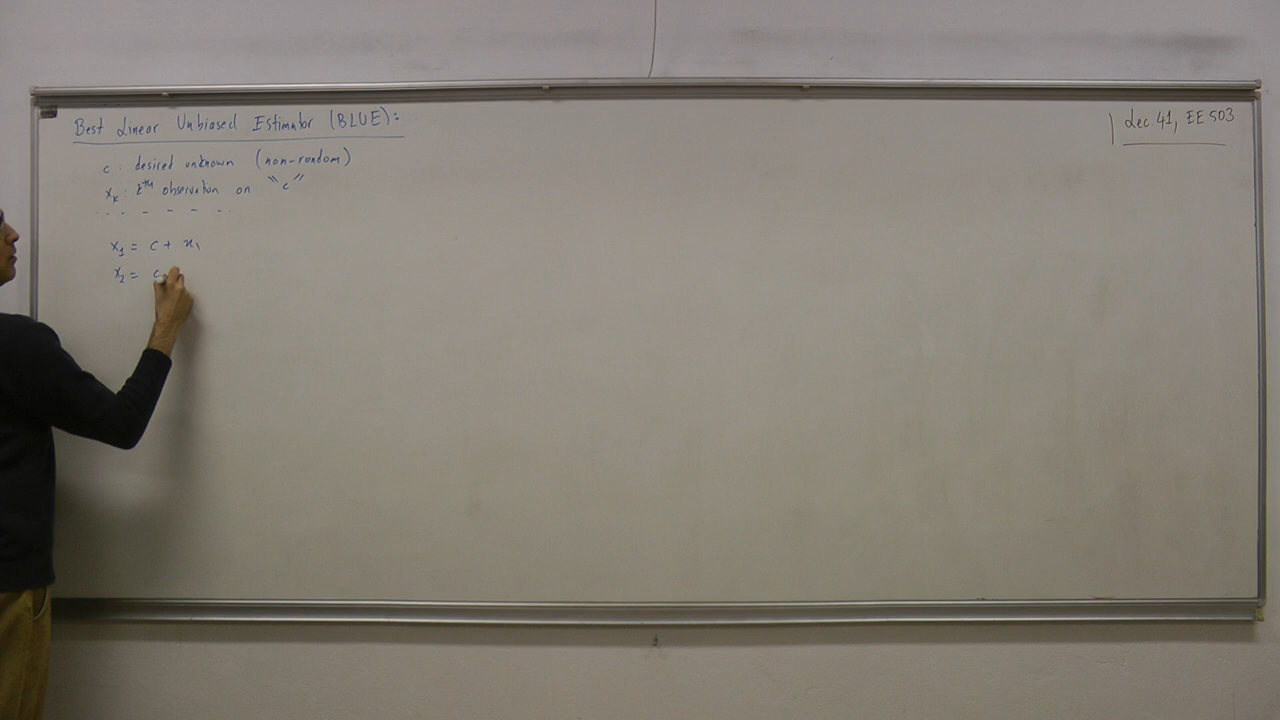 Best Linear Unbiased Estimator (BLUE):
Lec. 41, EE 503
c : desired unknown (non-random)
x_k : k^th observation on "c"
x_1 = c + n_1
x_2 = c